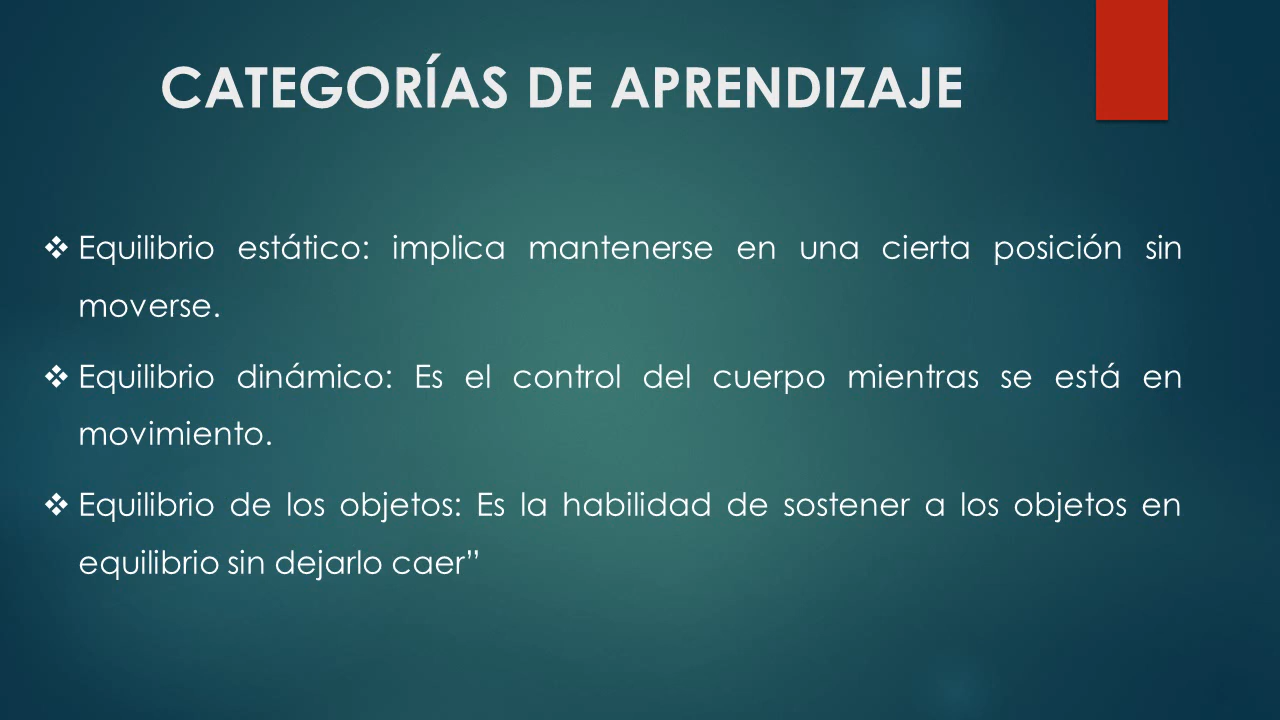 CATEGORÍAS DE APRENDIZAJE
❖ Equilibrio estático: implica mantenerse en una cierta posición sin
moverse.
❖ Equilibrio dinámico: Es el control del cuerpo mientras se está en
movimiento.
❖ Equilibrio de los objetos: Es la habilidad de sostener a los objetos en
equilibrio sin dejarlo caer”